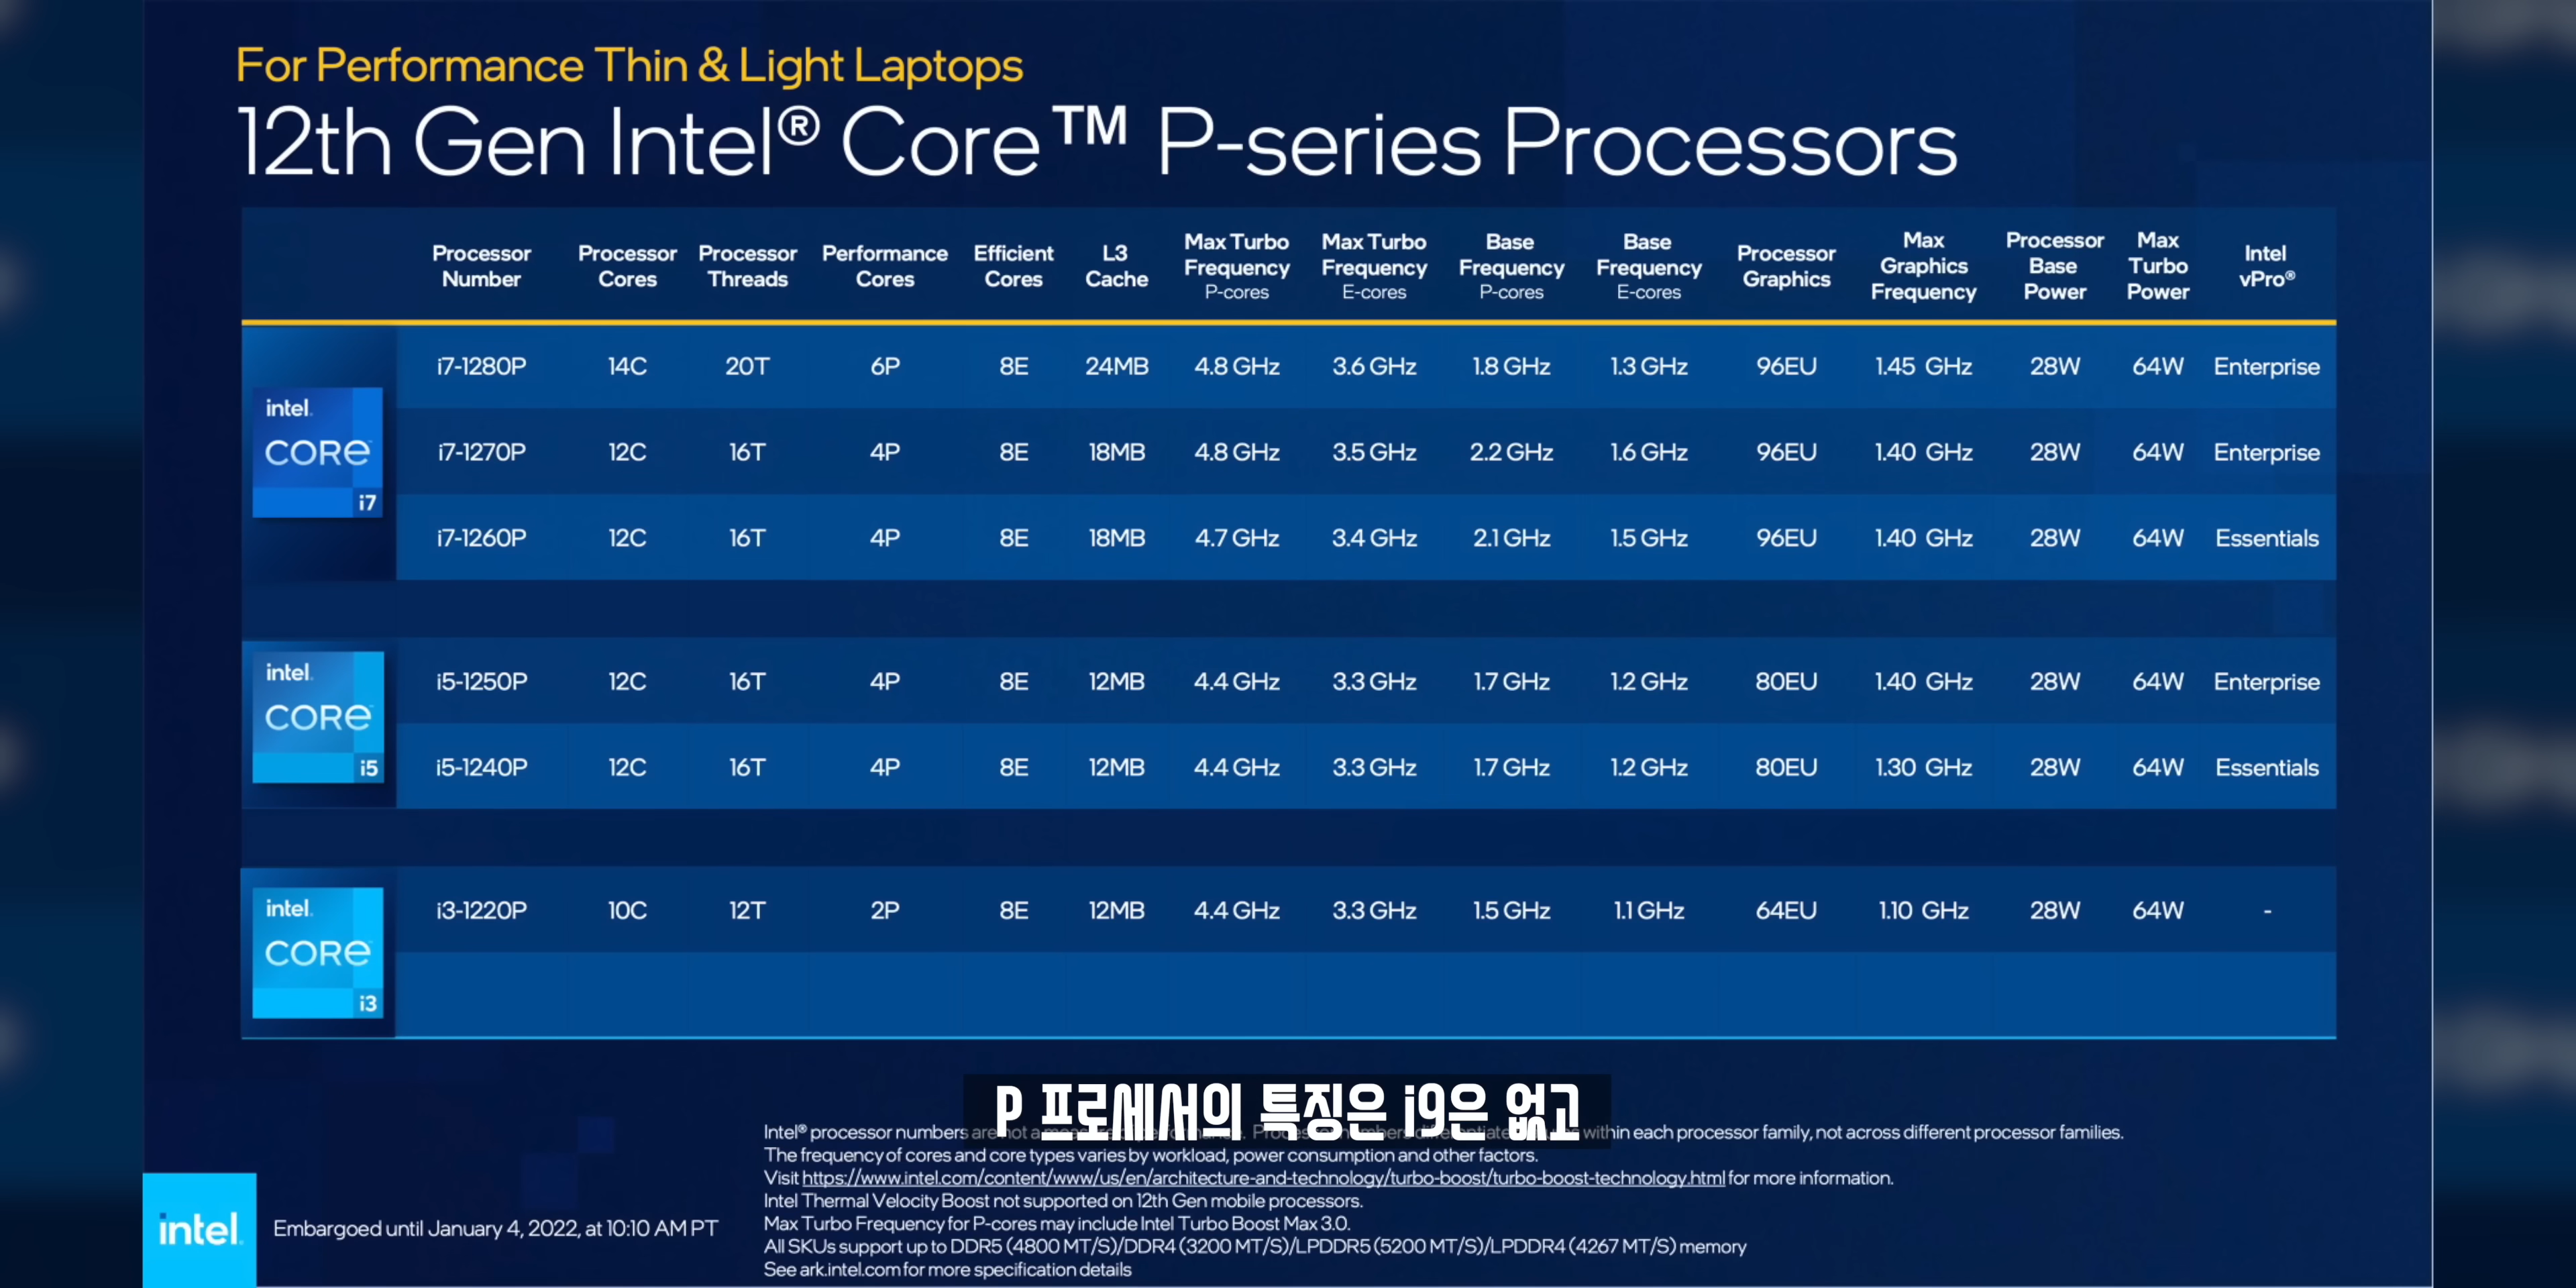 For Performance Thin & Light Laptops
12th Gen Intel® Core™ P-series Processors
Processor Number Processor Cores Processor Threads Performance Cores Efficient Cores L3 Cache Max Turbo Frequency P-cores Max Turbo Frequency E-cores Base Frequency P-cores Base Frequency E-cores Processor Graphics Max Graphics Frequency Processor Base Power Max Turbo Power Intel vPro®
intel. CORE i7
i7-1280P 14C 20T 6P 8E 24MB 4.8 GHz 3.6 GHz 1.8 GHz 1.3 GHz 96EU 1.45 GHz 28W 64W Enterprise
i7-1270P 12C 16T 4P 8E 18MB 4.8 GHz 3.5 GHz 2.2 GHz 1.6 GHz 96EU 1.40 GHz 28W 64W Enterprise
i7-1260P 12C 16T 4P 8E 18MB 4.7 GHz 3.4 GHz 2.1 GHz 1.5 GHz 96EU 1.40 GHz 28W 64W Essentials
intel. CORE i5
i5-1250P 12C 16T 4P 8E 12MB 4.4 GHz 3.3 GHz 1.7 GHz 1.2 GHz 80EU 1.40 GHz 28W 64W Enterprise
i5-1240P 12C 16T 4P 8E 12MB 4.4 GHz 3.3 GHz 1.7 GHz 1.2 GHz 80EU 1.30 GHz 28W 64W Essentials
intel. CORE i3
i3-1220P 10C 12T 2P 8E 12MB 4.4 GHz 3.3 GHz 1.5 GHz 1.1 GHz 64EU 1.10 GHz 28W 64W -
P 프로세서의 특징은 i9은 없고
Intel® processor numbers are not a within each processor family, not across different processor families.
The frequency of cores and core types varies by workload, power consumption and other factors.
Visit https://www.intel.com/content/www/us/en/architecture-and-technology/turbo-boost/turbo-boost-technology.html for more information.
Intel Thermal Velocity Boost not supported on 12th Gen mobile processors.
Max Turbo Frequency for P-cores may include Intel Turbo Boost Max 3.0.
All SKUs support up to DDR5 (4800 MT/S)/DDR4 (3200 MT/S)/LPDDR5 (5200 MT/S)/LPDDR4 (4267 MT/S) memory
See ark.intel.com for more specification details
intel.
Embargoed until January 4, 2022, at 10:10 AM PT